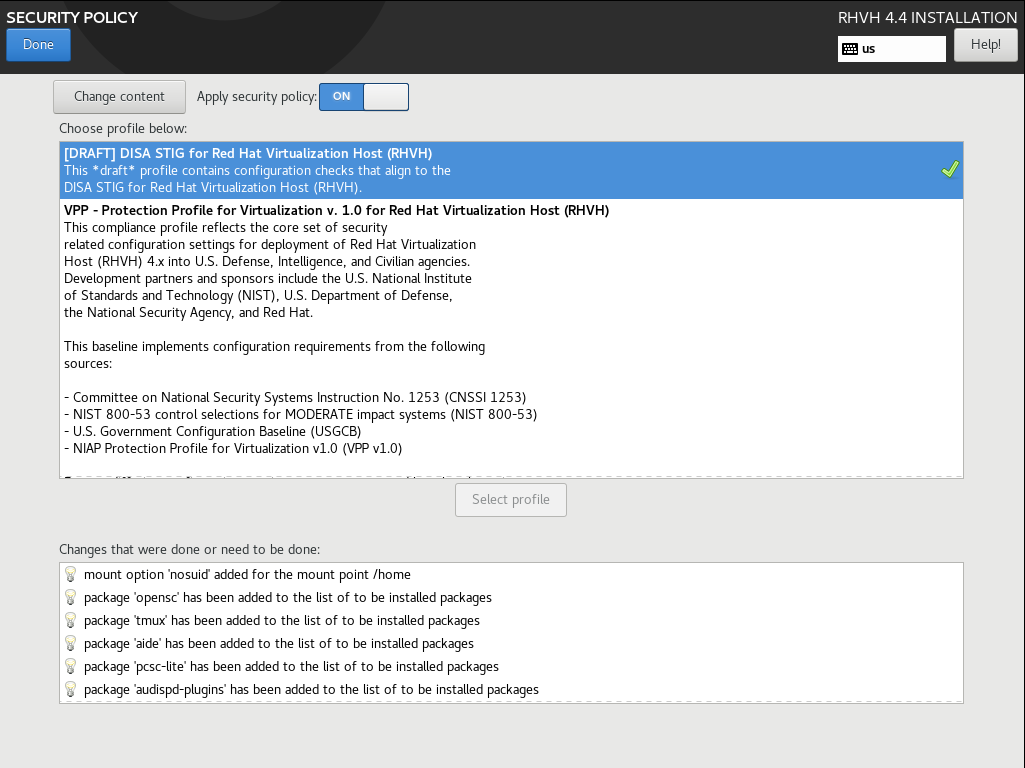 SECURITY POLICY
RHVH 4.4 INSTALLATION
Done
us
Help!
Change content
Apply security policy:
ON
Choose profile below:
[DRAFT] DISA STIG for Red Hat Virtualization Host (RHVH)
This *draft* profile contains configuration checks that align to the
DISA STIG for Red Hat Virtualization Host (RHVH).
VPP - Protection Profile for Virtualization v. 1.0 for Red Hat Virtualization Host (RHVH)
This compliance profile reflects the core set of security
related configuration settings for deployment of Red Hat Virtualization
Host (RHVH) 4.x into U.S. Defense, Intelligence, and Civilian agencies.
Development partners and sponsors include the U.S. National Institute
of Standards and Technology (NIST), U.S. Department of Defense,
the National Security Agency, and Red Hat.
This baseline implements configuration requirements from the following
sources:
- Committee on National Security Systems Instruction No. 1253 (CNSSI 1253)
- NIST 800-53 control selections for MODERATE impact systems (NIST 800-53)
- U.S. Government Configuration Baseline (USGCB)
- NIAP Protection Profile for Virtualization v1.0 (VPP v1.0)
Select profile
Changes that were done or need to be done:
mount option 'nosuid' added for the mount point /home
package 'opensc' has been added to the list of to be installed packages
package 'tmux' has been added to the list of to be installed packages
package 'aide' has been added to the list of to be installed packages
package 'pcsc-lite' has been added to the list of to be installed packages
package 'audispd-plugins' has been added to the list of to be installed packages